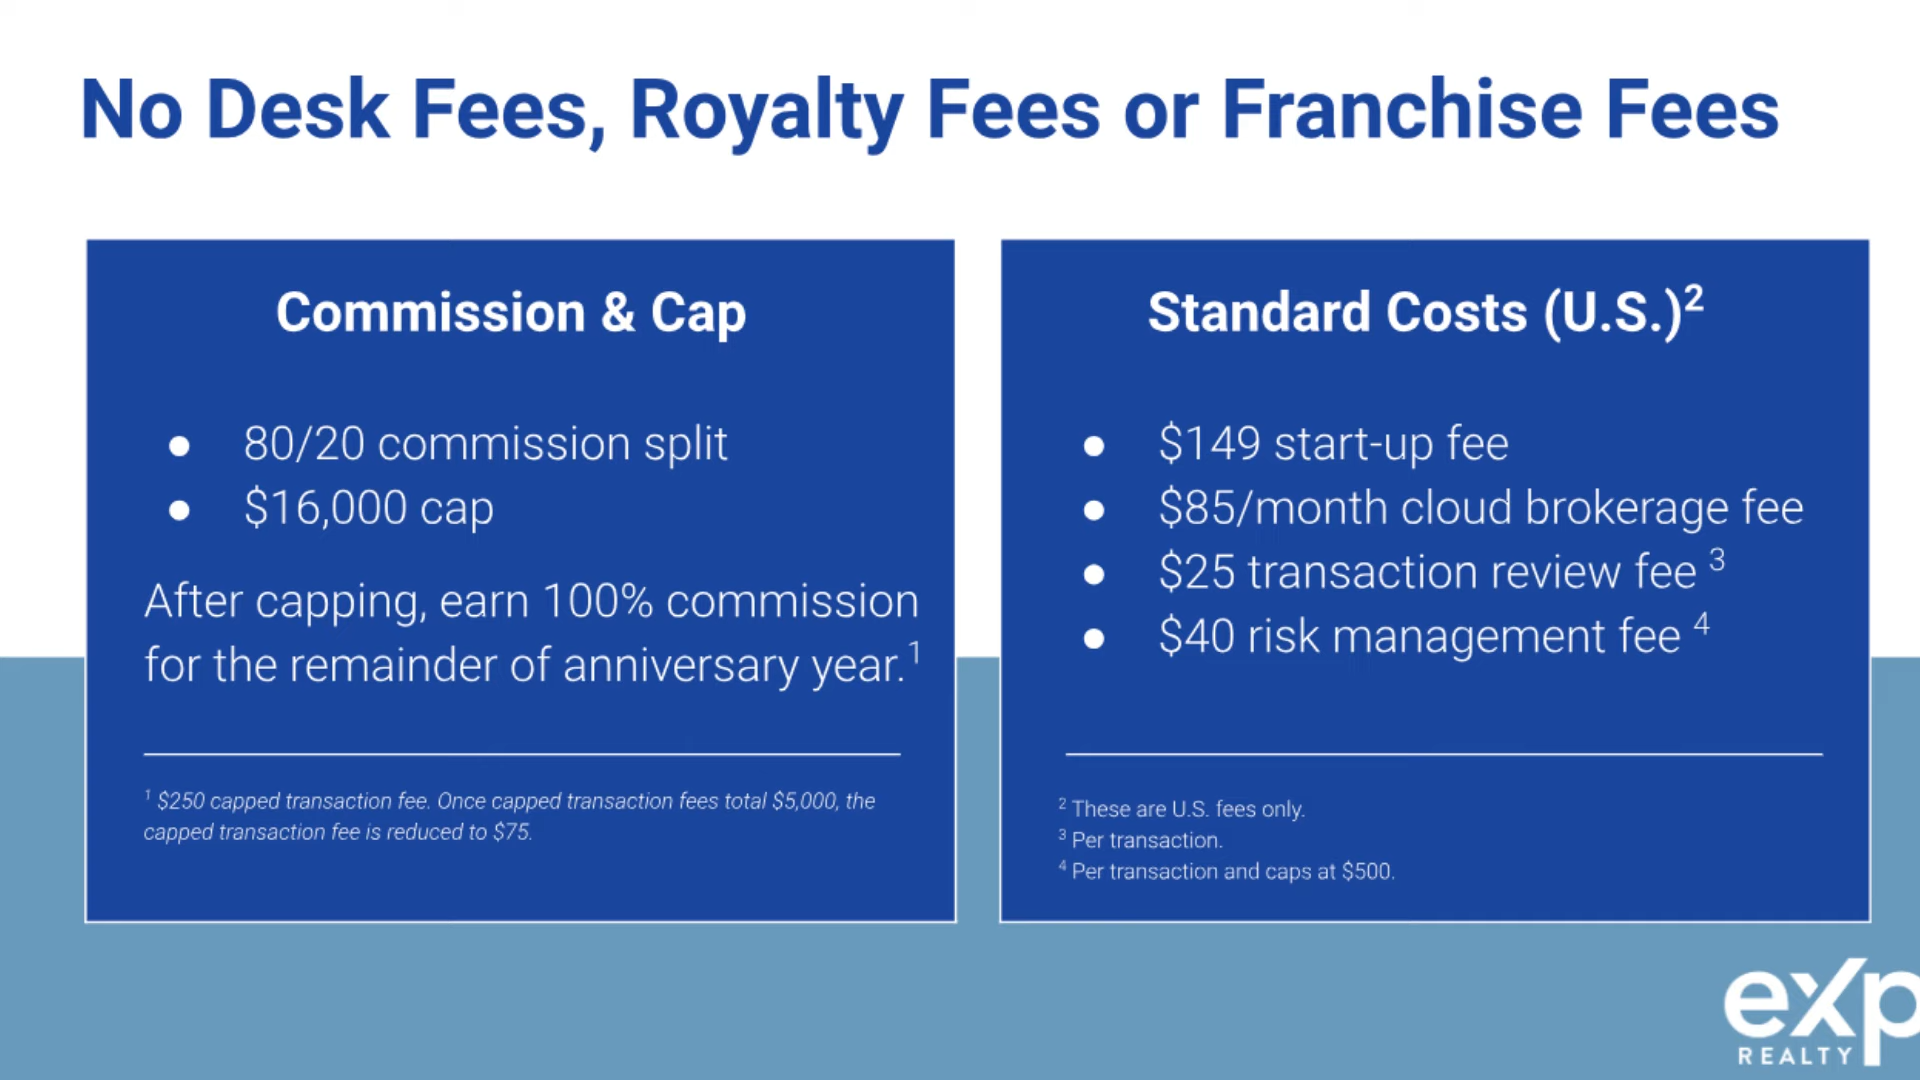 No Desk Fees, Royalty Fees or Franchise Fees
Commission & Cap
● 80/20 commission split
● $16,000 cap
After capping, earn 100% commission
for the remainder of anniversary year.¹
¹ $250 capped transaction fee. Once capped transaction fees total $5,000, the
capped transaction fee is reduced to $75.
Standard Costs (U.S.)²
● $149 start-up fee
● $85/month cloud brokerage fee
● $25 transaction review fee ³
● $40 risk management fee ⁴
² These are U.S. fees only.
³ Per transaction.
⁴ Per transaction and caps at $500.
eXp
REALTY